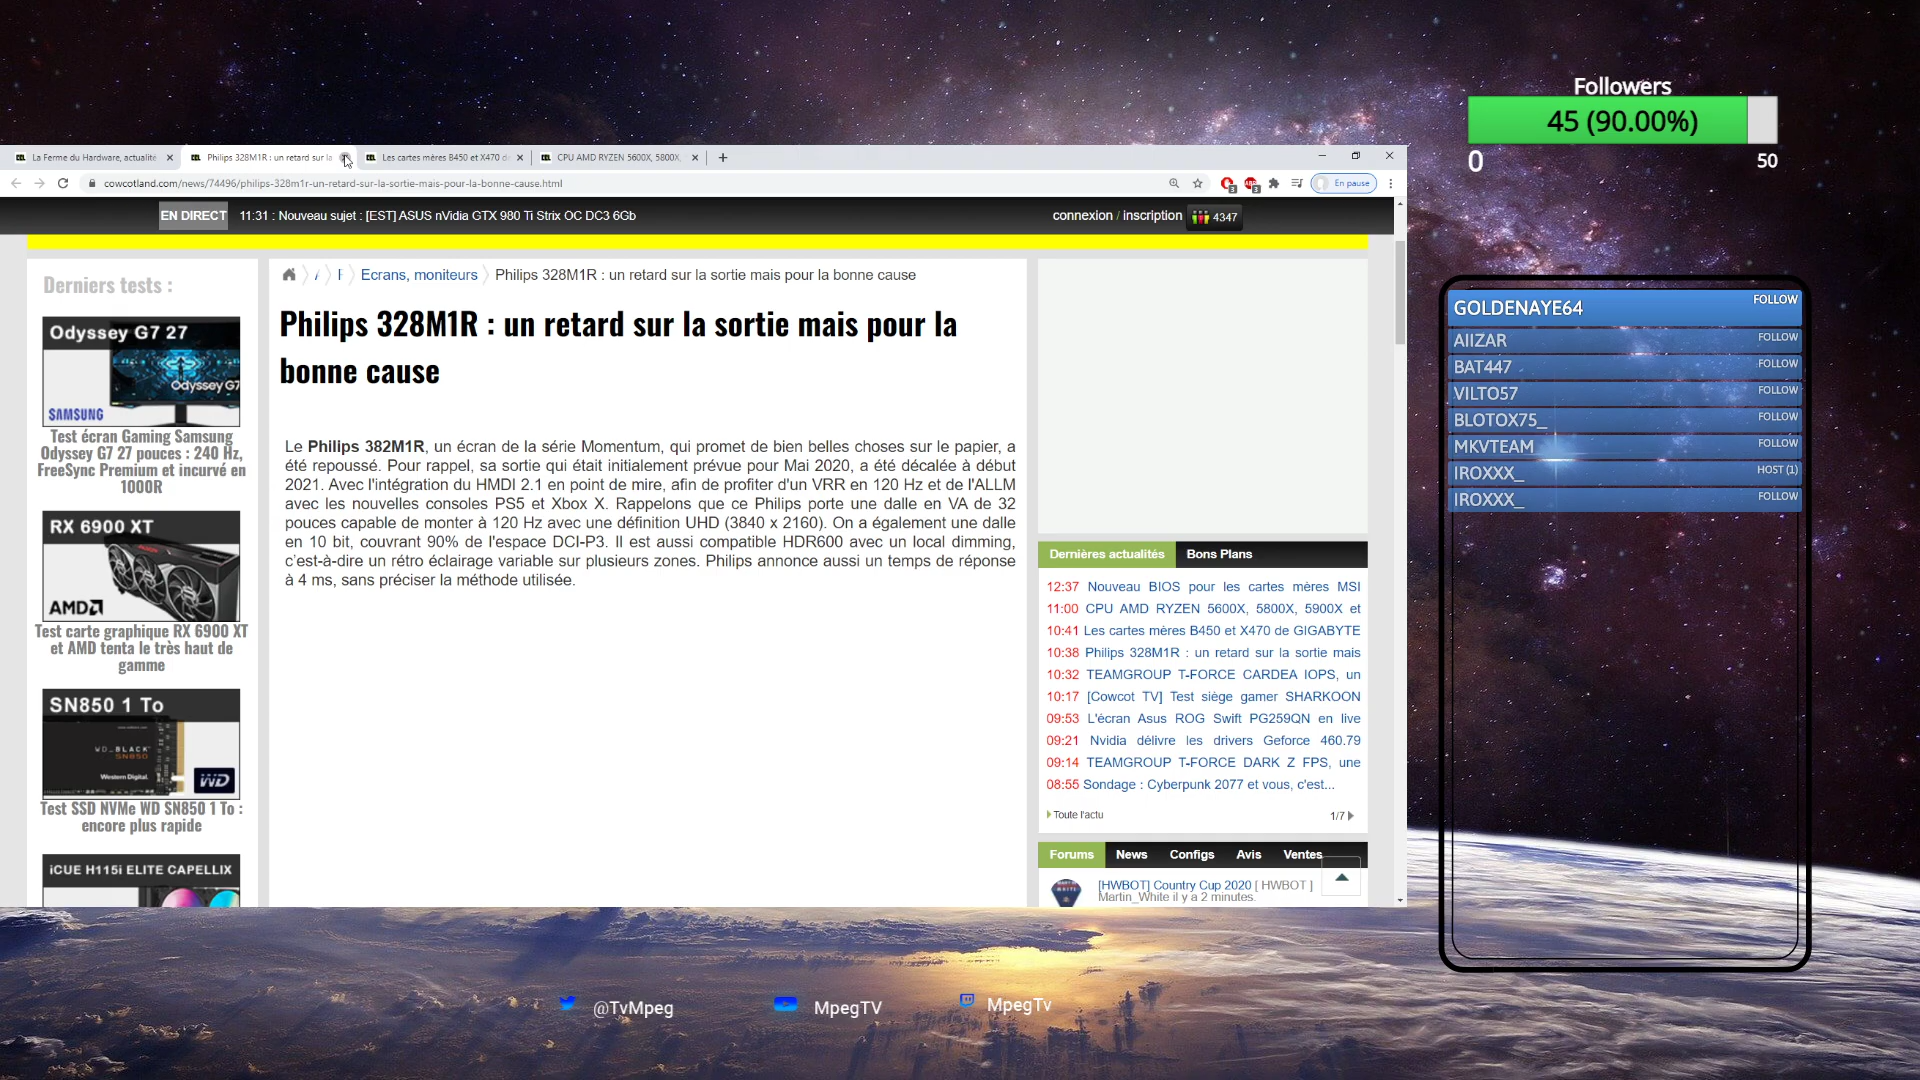 La Ferme du Hardware, actualité
Philips 328M1R : un retard sur la
Les cartes mères B450 et X470 d
CPU AMD RYZEN 5600X, 5800X,
cowcotland.com/news/74496/philips-328m1r-un-retard-sur-la-sortie-mais-pour-la-bonne-cause.html
En pause
EN DIRECT 11:31 : Nouveau sujet : [EST] ASUS nVidia GTX 980 Ti Strix OC DC3 6Gb
connexion / inscription 4347
Derniers tests :
Odyssey G7 27
Odyssey G7
SAMSUNG
Test écran Gaming Samsung
Odyssey G7 27 pouces : 240 Hz,
FreeSync Premium et incurvé en
1000R
RX 6900 XT
AMD
Test carte graphique RX 6900 XT
et AMD tenta le très haut de
gamme
SN850 1 To
WD_BLACK
SN850
Western Digital.
WD
Test SSD NVMe WD SN850 1 To :
encore plus rapide
iCUE H115i ELITE CAPELLIX
Ecrans, moniteurs
Philips 328M1R : un retard sur la sortie mais pour la bonne cause
Philips 328M1R : un retard sur la sortie mais pour la
bonne cause
Le Philips 382M1R, un écran de la série Momentum, qui promet de bien belles choses sur le papier, a
été repoussé. Pour rappel, sa sortie qui était initialement prévue pour Mai 2020, a été décalée à début
2021. Avec l'intégration du HMDI 2.1 en point de mire, afin de profiter d'un VRR en 120 Hz et de l'ALLM
avec les nouvelles consoles PS5 et Xbox X. Rappelons que ce Philips porte une dalle en VA de 32
pouces capable de monter à 120 Hz avec une définition UHD (3840 x 2160). On a également une dalle
en 10 bit, couvrant 90% de l'espace DCI-P3. Il est aussi compatible HDR600 avec un local dimming,
c'est-à-dire un rétro éclairage variable sur plusieurs zones. Philips annonce aussi un temps de réponse
à 4 ms, sans préciser la méthode utilisée.
Dernières actualités
Bons Plans
12:37 Nouveau BIOS pour les cartes mères MSI
11:00 CPU AMD RYZEN 5600X, 5800X, 5900X et
10:41 Les cartes mères B450 et X470 de GIGABYTE
10:38 Philips 328M1R : un retard sur la sortie mais
10:32 TEAMGROUP T-FORCE CARDEA IOPS, un
10:17 [Cowcot TV] Test siège gamer SHARKOON
09:53 L'écran Asus ROG Swift PG259QN en live
09:21 Nvidia délivre les drivers Geforce 460.79
09:14 TEAMGROUP T-FORCE DARK Z FPS, une
08:55 Sondage : Cyberpunk 2077 et vous, c'est...
Toute l'actu
1/7
Forums News Configs Avis Ventes
[HWBOT] Country Cup 2020 [ HWBOT ]
Martin_White il y a 2 minutes.
Followers
45 (90.00%)
0
50
GOLDENAYE64 FOLLOW
AIIZAR FOLLOW
BAT447 FOLLOW
VILTO57 FOLLOW
BLOTOX75_ FOLLOW
MKVTEAM FOLLOW
IROXXX_ HOST (1)
IROXXX_ FOLLOW
@TvMpeg
MpegTV
MpegTv